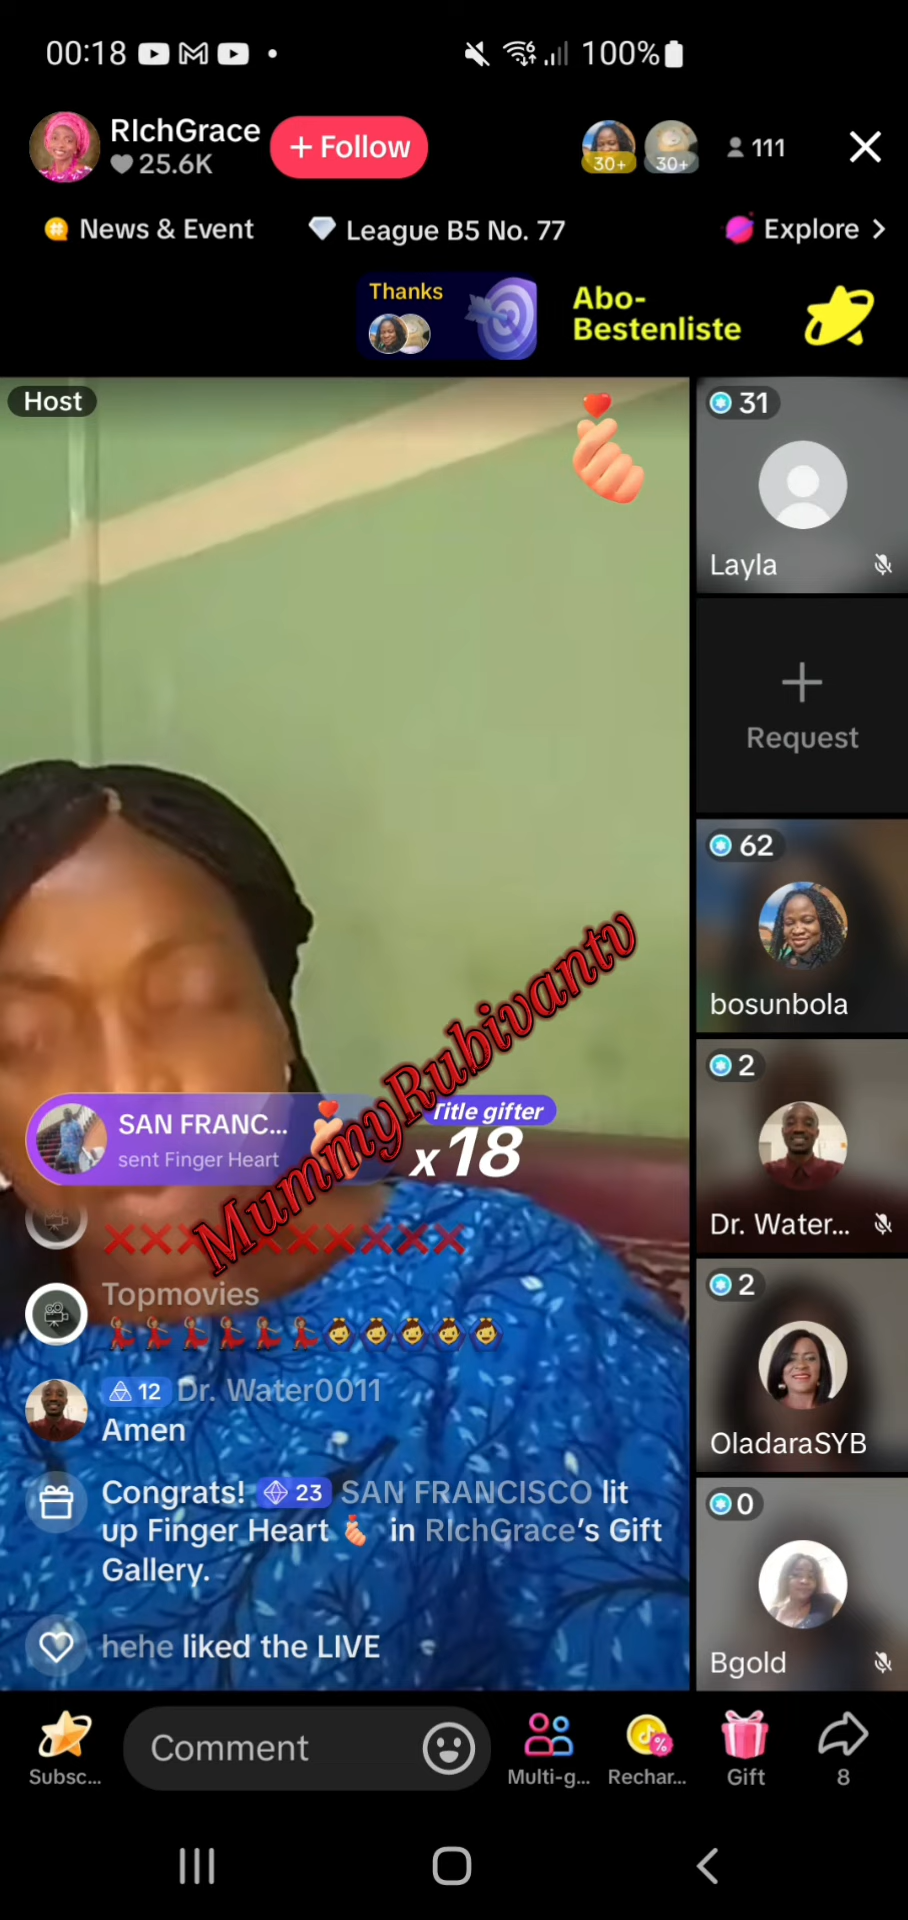 00:18
100%
RIchGrace
25.6K
+ Follow
30+
30+
111
News & Event
League B5 No. 77
Explore >
Thanks
Abo-
Bestenliste
Host
31
Layla
Request
62
bosunbola
2
Dr. Water...
2
OladaraSYB
0
Bgold
MummyRubivantv
SAN FRANC...
sent Finger Heart
Title gifter
x18
Topmovies
12 Dr. Water0011
Amen
Congrats! 23 SAN FRANCISCO lit
up Finger Heart in RIchGrace's Gift
Gallery.
hehe liked the LIVE
Subsc...
Comment
Multi-g...
Rechar...
Gift
8